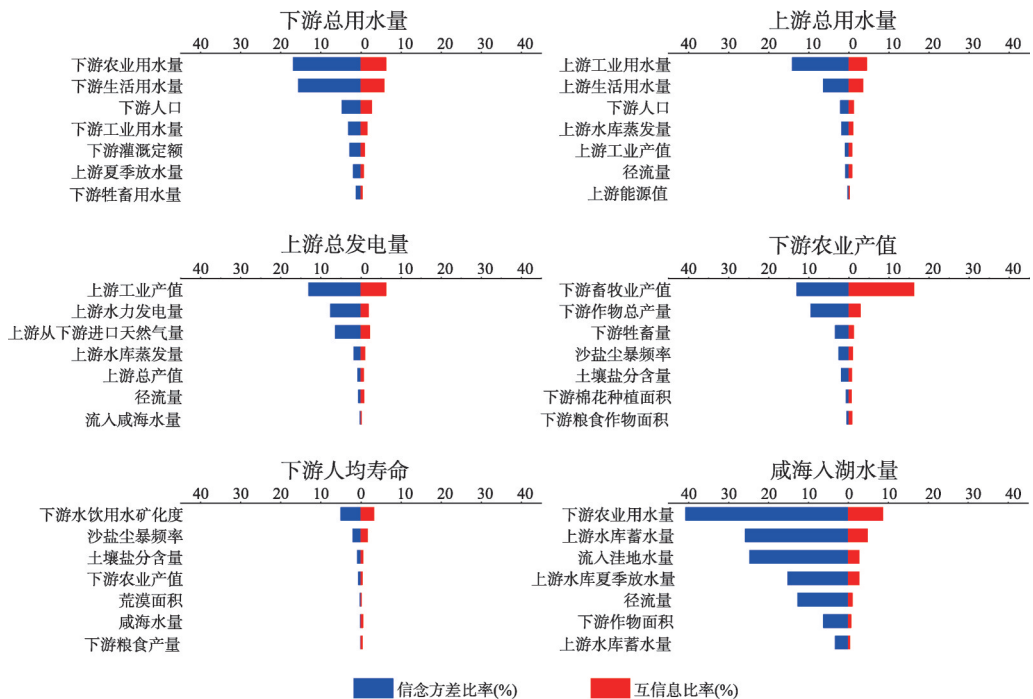 下游总用水量
40 30 20 10 0 10 20 30 40
下游农业用水量
下游生活用水量
下游人口
下游工业用水量
下游灌溉定额
上游夏季放水量
下游牲畜用水量
上游总用水量
40 30 20 10 0 10 20 30 40
上游工业用水量
上游生活用水量
下游人口
上游水库蒸发量
上游工业产值
径流量
上游能源值
上游总发电量
40 30 20 10 0 10 20 30 40
上游工业产值
上游水力发电量
上游从下游进口天然气量
上游水库蒸发量
上游总产值
径流量
流入咸海水量
下游农业产值
40 30 20 10 0 10 20 30 40
下游畜牧业产值
下游作物总产量
下游牲畜量
沙盐尘暴频率
土壤盐分含量
下游棉花种植面积
下游粮食作物面积
下游人均寿命
40 30 20 10 0 10 20 30 40
下游水饮用水矿化度
沙盐尘暴频率
土壤盐分含量
下游农业产值
荒漠面积
咸海水量
下游粮食产量
咸海入湖水量
40 30 20 10 0 10 20 30 40
下游农业用水量
上游水库蓄水量
流入洼地水量
上游水库夏季放水量
径流量
下游作物面积
上游水库蓄水量
信念方差比率(%)
互信息比率(%)